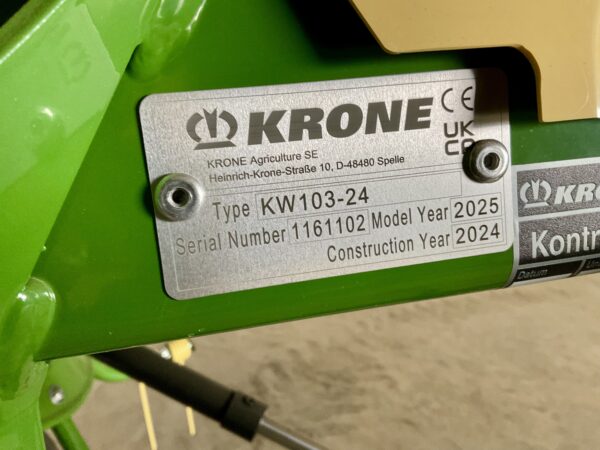 KRONE
CE
UK
CA
KRONE Agriculture SE
Heinrich-Krone-Straße 10, D-48480 Spelle
Type KW103-24
Serial Number 1161102 Model Year 2025
Construction Year 2024
KRONE
Kontr
Datum